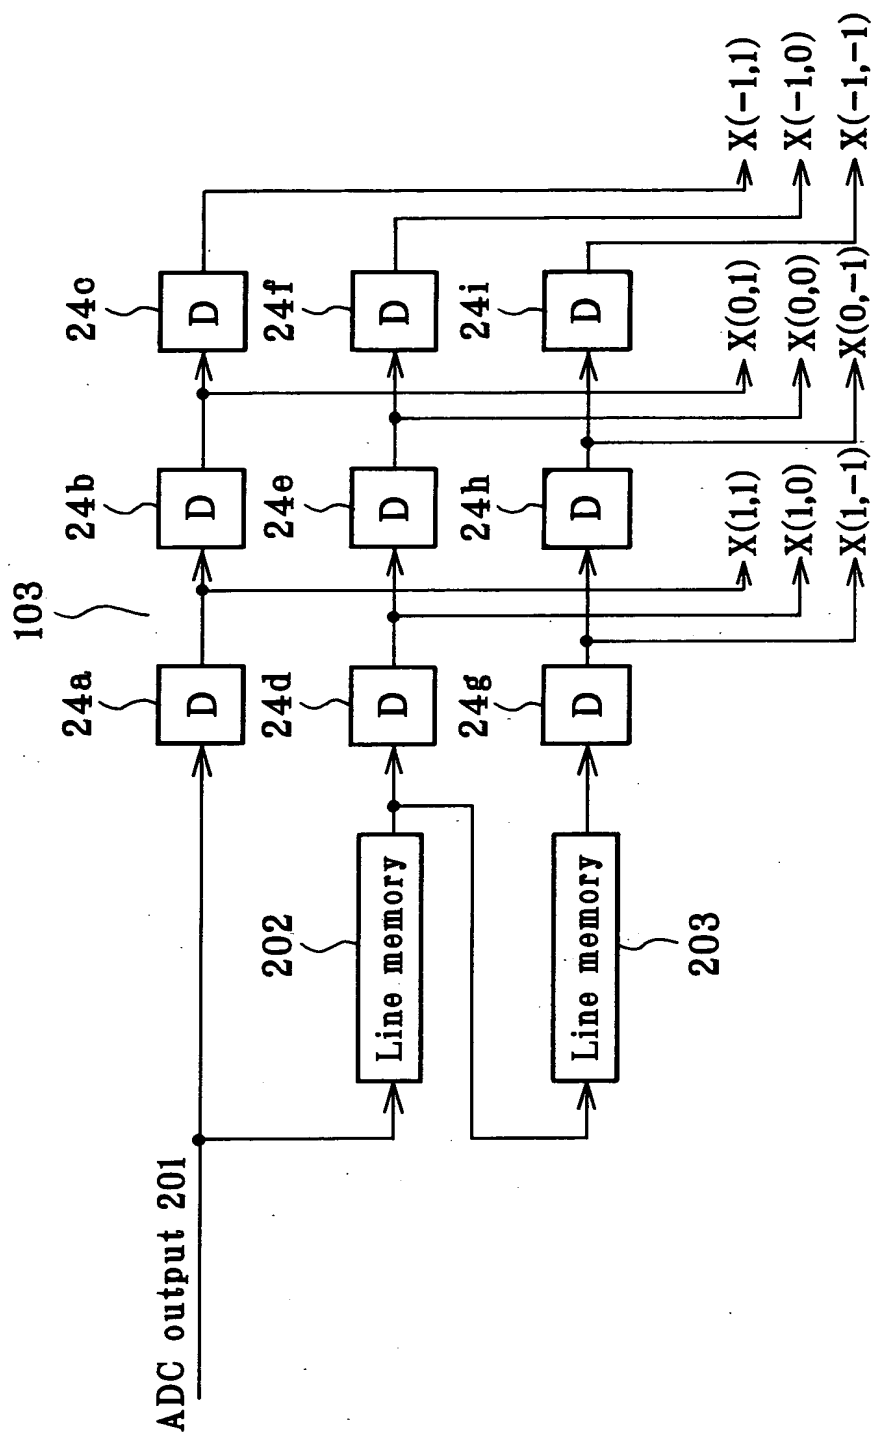 103
24a
24b
24c
D
D
D
24d
24e
24f
D
D
D
24g
24h
24i
D
D
D
ADC output 201
202
Line memory
Line memory
203
X(1,1)
X(1,0)
X(1,-1)
X(0,1)
X(0,0)
X(0,-1)
X(-1,1)
X(-1,0)
X(-1,-1)